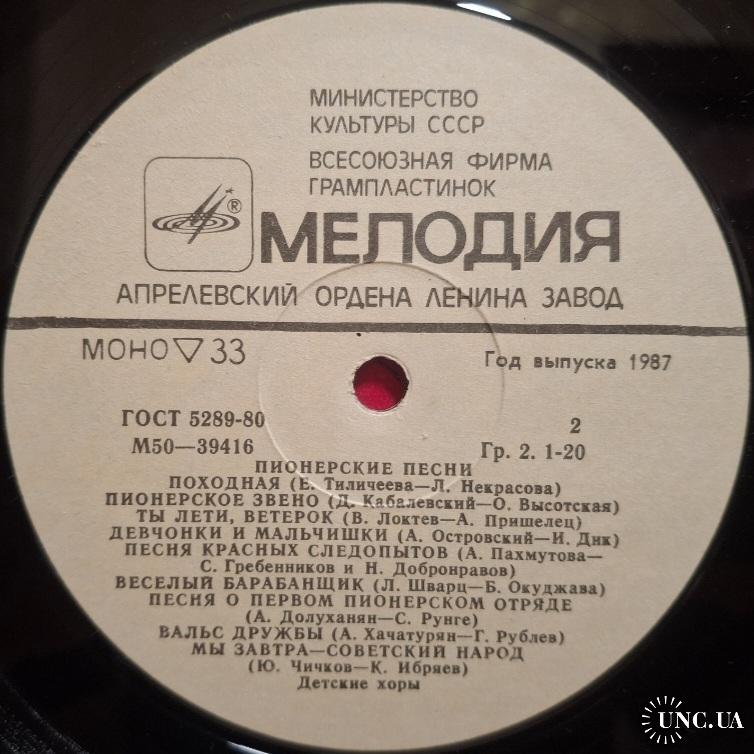 МИНИСТЕРСТВО
КУЛЬТУРЫ СССР
ВСЕСОЮЗНАЯ ФИРМА
ГРАМПЛАСТИНОК
®
МЕЛОДИЯ
АПРЕЛЕВСКИЙ ОРДЕНА ЛЕНИНА ЗАВОД
МОНО ▽ 33
Год выпуска 1987
ГОСТ 5289-80
2
М50—39416
Гр. 2. 1-20
ПИОНЕРСКИЕ ПЕСНИ
ПОХОДНАЯ (Е. Тиличеева—Л. Некрасова)
ПИОНЕРСКОЕ ЗВЕНО (Д. Кабалевский—О. Высотская)
ТЫ ЛЕТИ, ВЕТЕРОК (В. Локтев—А. Пришелец)
ДЕВЧОНКИ И МАЛЬЧИШКИ (А. Островский—И. Дик)
ПЕСНЯ КРАСНЫХ СЛЕДОПЫТОВ (А. Пахмутова—
С. Гребенников и Н. Добронравов)
ВЕСЕЛЫЙ БАРАБАНЩИК (Л. Шварц—Б. Окуджава)
ПЕСНЯ О ПЕРВОМ ПИОНЕРСКОМ ОТРЯДЕ
(А. Долуханян—С. Рунге)
ВАЛЬС ДРУЖБЫ (А. Хачатурян—Г. Рублев)
МЫ ЗАВТРА—СОВЕТСКИЙ НАРОД
(Ю. Чичков—К. Ибряев)
Детские хоры
UNC.UA